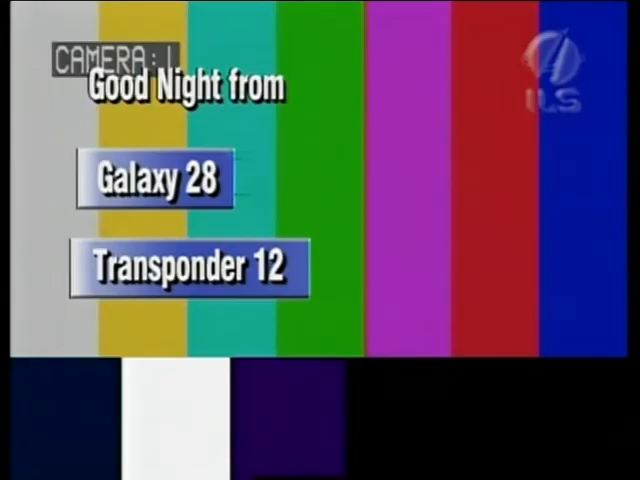 CAMERA:1
Good Night from
Galaxy 28
Transponder 12
ILS